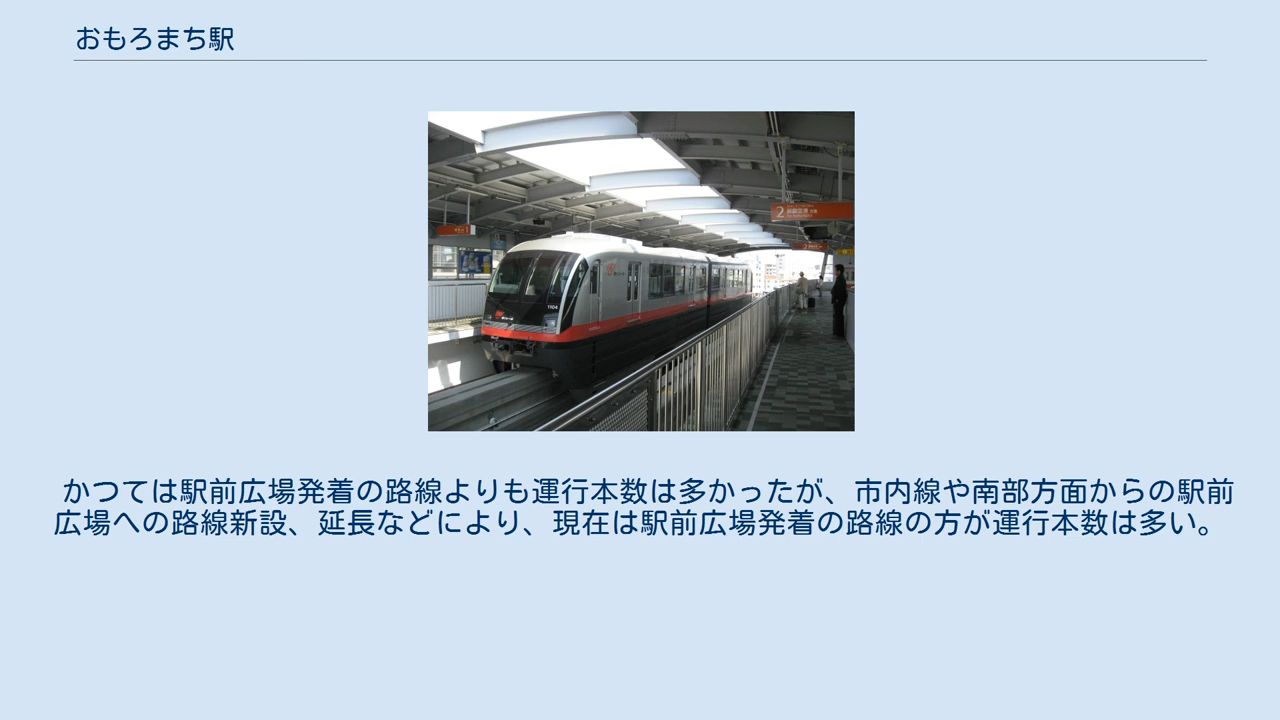 おもろまち駅
2
かつては駅前広場発着の路線よりも運行本数は多かったが、市内線や南部方面からの駅前
広場への路線新設、延長などにより、現在は駅前広場発着の路線の方が運行本数は多い。